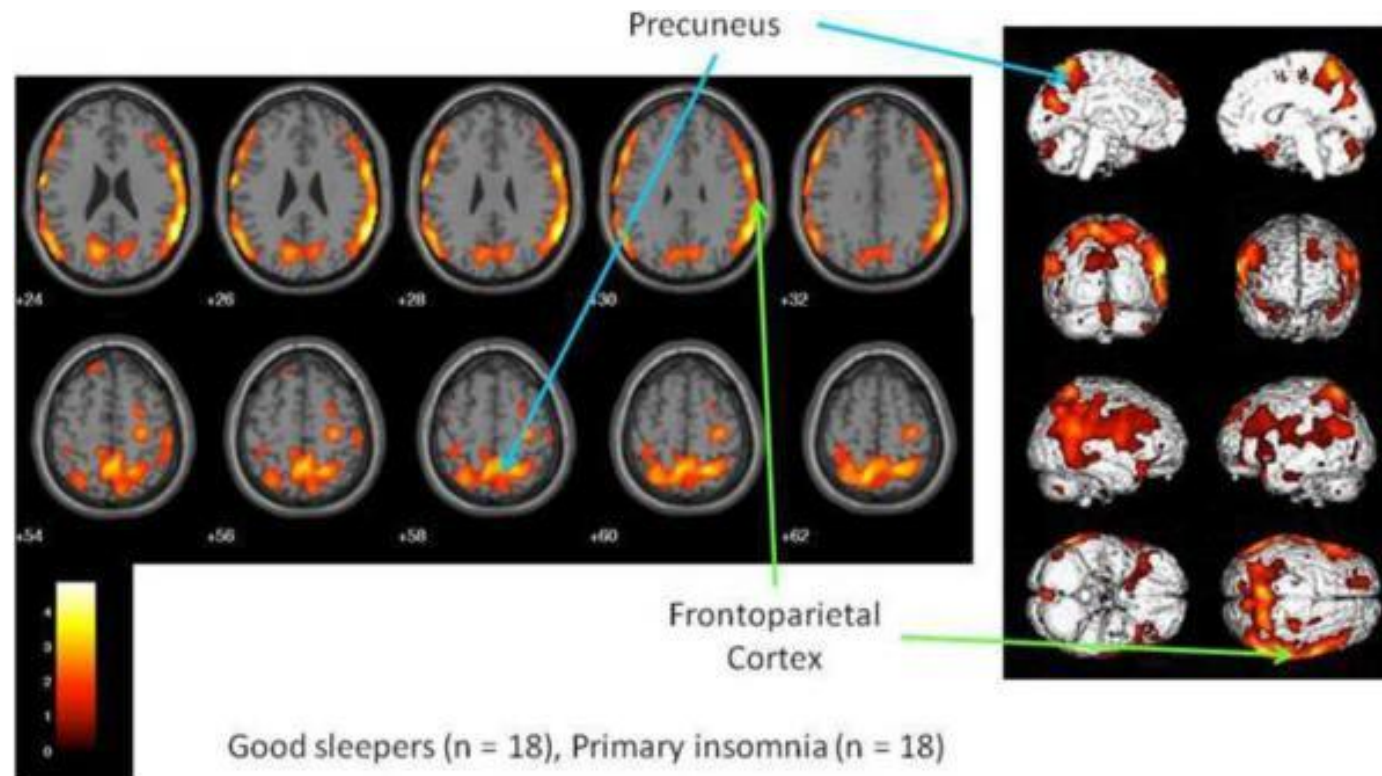 Precuneus
+24 +26 +28 +30 +32
+54 +56 +58 +60 +62
4
3
2
1
0
Frontoparietal
Cortex
Good sleepers (n = 18), Primary insomnia (n = 18)